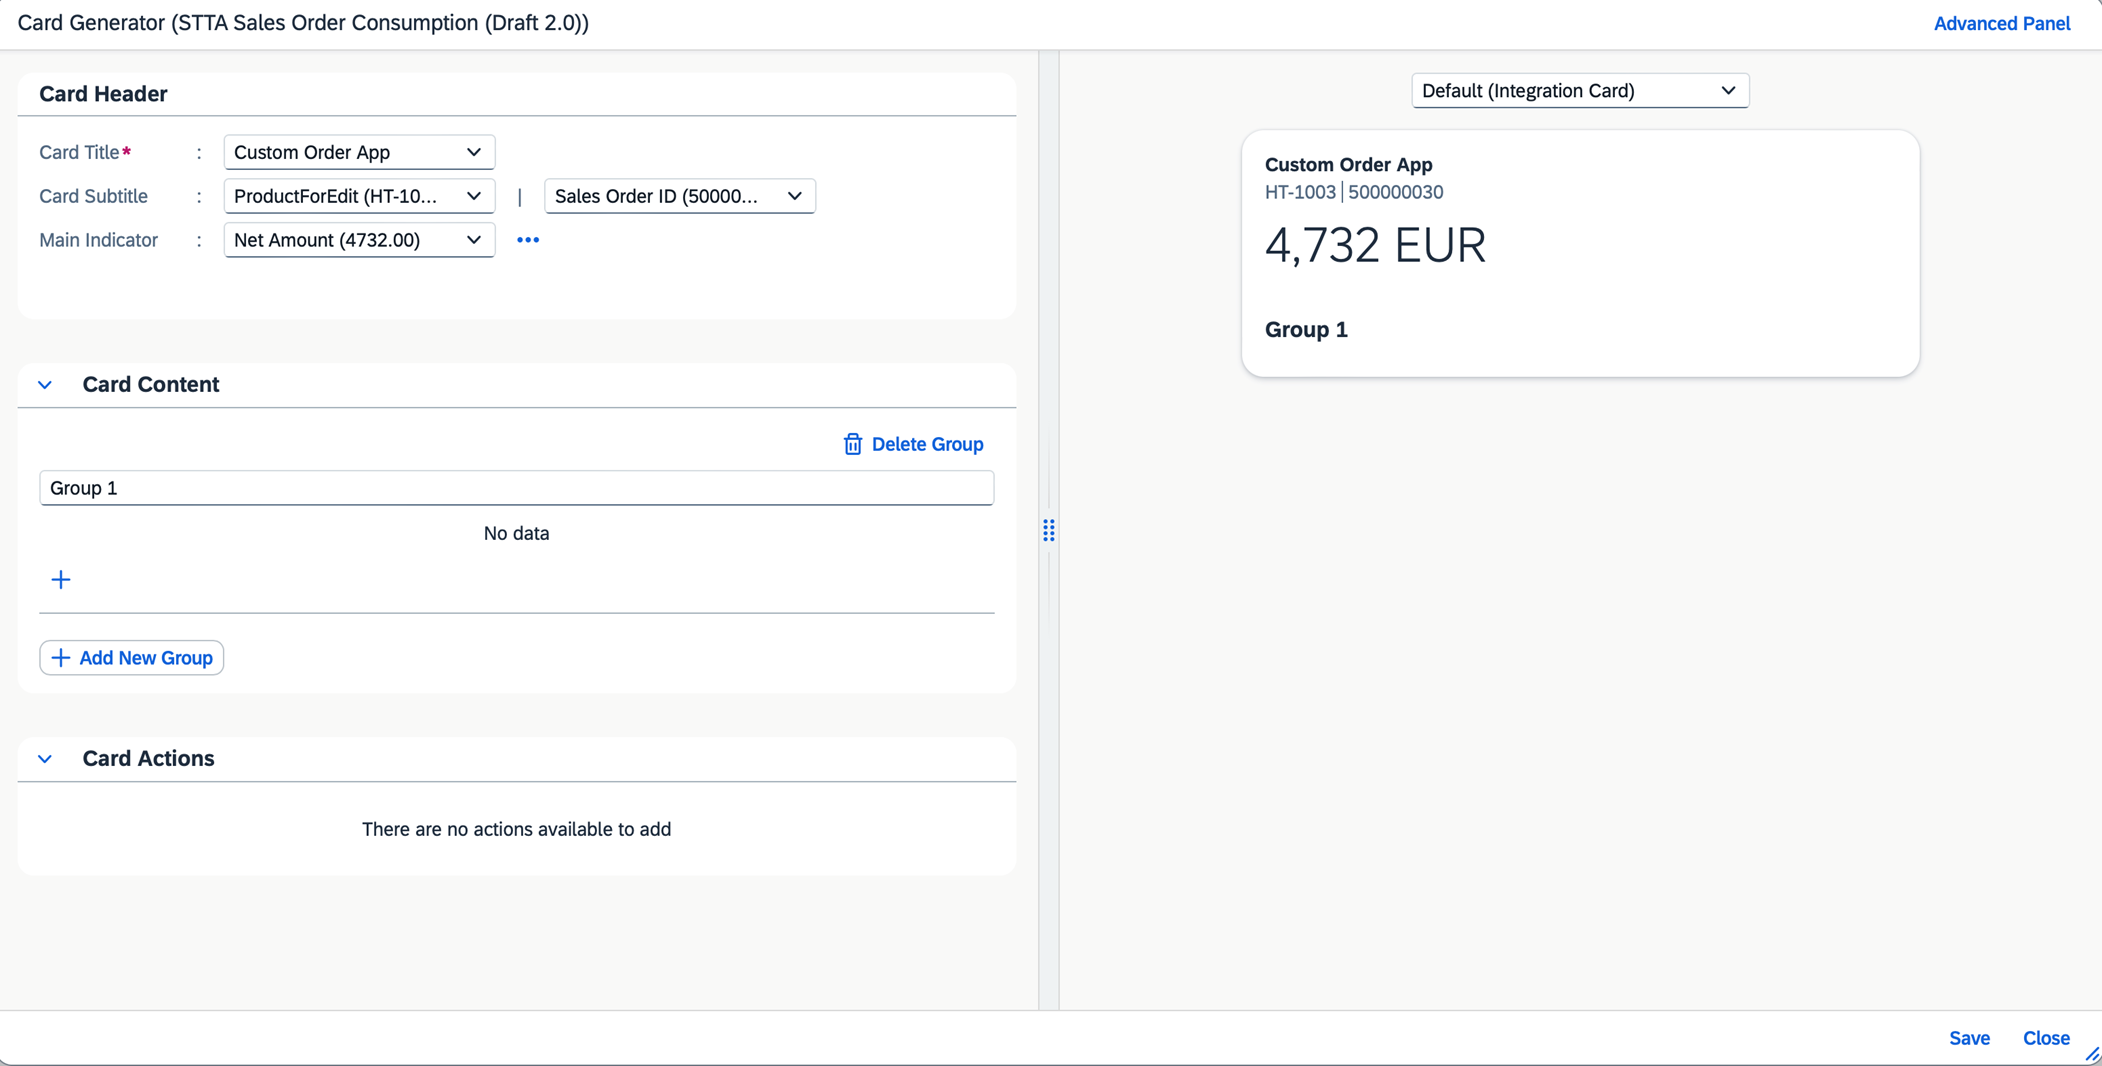 Card Generator (STTA Sales Order Consumption (Draft 2.0))
Advanced Panel
Card Header
Card Title* : Custom Order App
Card Subtitle : ProductForEdit (HT-10... | Sales Order ID (50000...
Main Indicator : Net Amount (4732.00) •••
Card Content
Delete Group
Group 1
No data
Add New Group
Card Actions
There are no actions available to add
Default (Integration Card)
Custom Order App
HT-1003 | 500000030
4,732 EUR
Group 1
Save Close